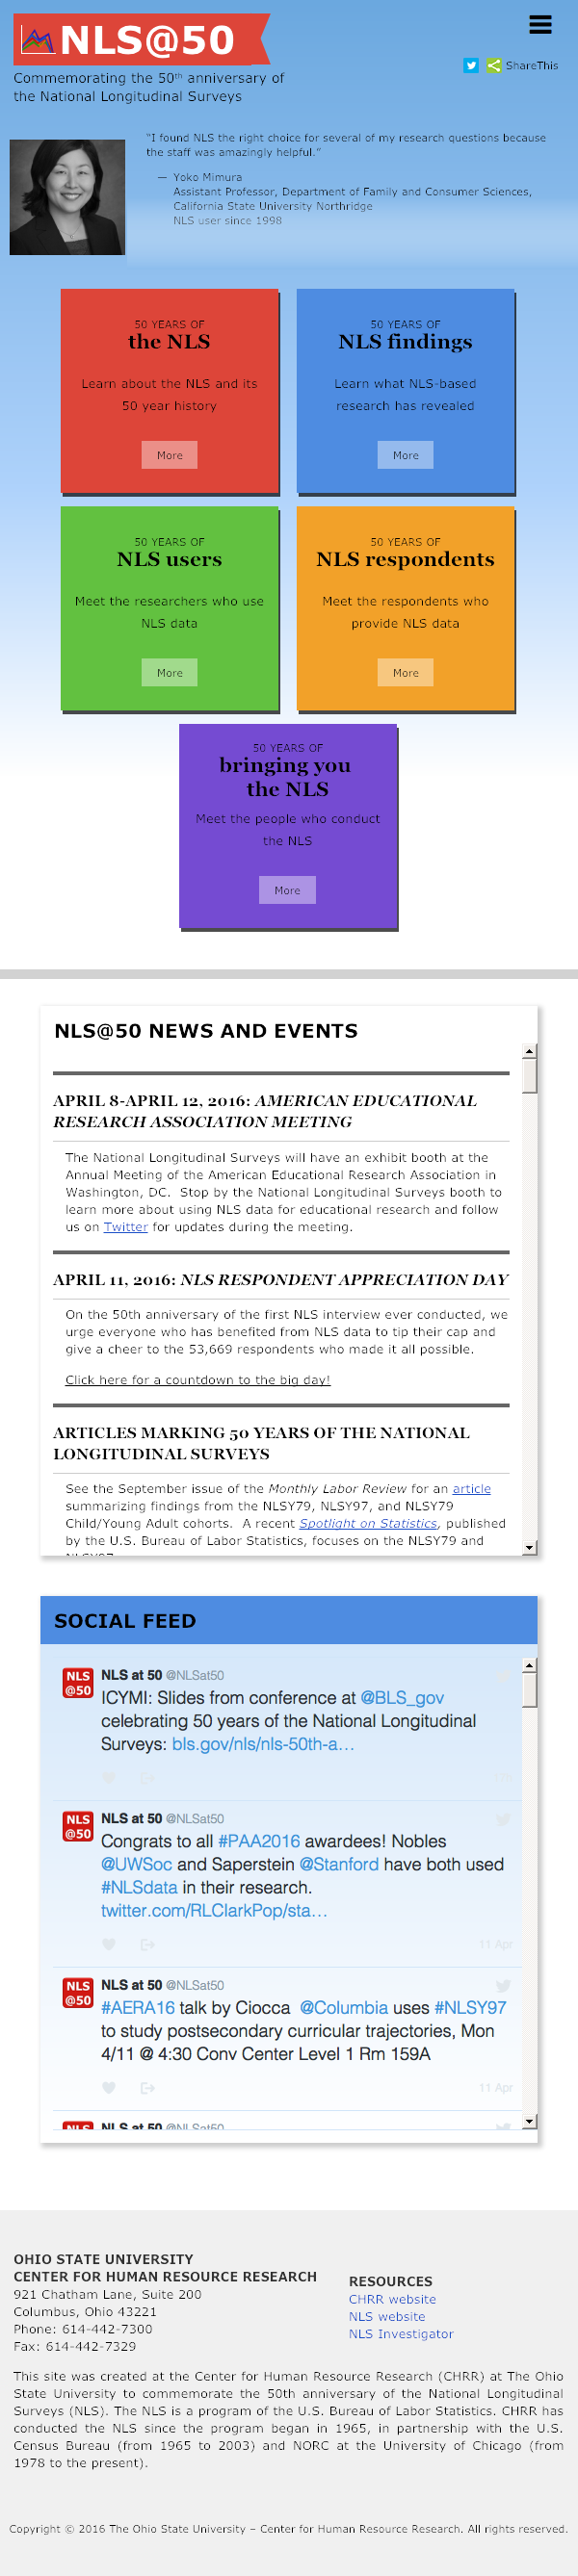 NLS@50
Commemorating the 50th anniversary of
the National Longitudinal Surveys
ShareThis
"I found NLS the right choice for several of my research questions because
the staff was amazingly helpful."
— Yoko Mimura
Assistant Professor, Department of Family and Consumer Sciences,
California State University Northridge
NLS user since 1998
50 YEARS OF
the NLS
Learn about the NLS and its
50 year history
More
50 YEARS OF
NLS findings
Learn what NLS-based
research has revealed
More
50 YEARS OF
NLS users
Meet the researchers who use
NLS data
More
50 YEARS OF
NLS respondents
Meet the respondents who
provide NLS data
More
50 YEARS OF
bringing you
the NLS
Meet the people who conduct
the NLS
More
NLS@50 NEWS AND EVENTS
APRIL 8-APRIL 12, 2016: AMERICAN EDUCATIONAL
RESEARCH ASSOCIATION MEETING
The National Longitudinal Surveys will have an exhibit booth at the
Annual Meeting of the American Educational Research Association in
Washington, DC.  Stop by the National Longitudinal Surveys booth to
learn more about using NLS data for educational research and follow
us on Twitter for updates during the meeting.
APRIL 11, 2016: NLS RESPONDENT APPRECIATION DAY
On the 50th anniversary of the first NLS interview ever conducted, we
urge everyone who has benefited from NLS data to tip their cap and
give a cheer to the 53,669 respondents who made it all possible.
Click here for a countdown to the big day!
ARTICLES MARKING 50 YEARS OF THE NATIONAL
LONGITUDINAL SURVEYS
See the September issue of the Monthly Labor Review for an article
summarizing findings from the NLSY79, NLSY97, and NLSY79
Child/Young Adult cohorts.  A recent Spotlight on Statistics, published
by the U.S. Bureau of Labor Statistics, focuses on the NLSY79 and
NLSY97
SOCIAL FEED
NLS
@50
NLS at 50 @NLSat50
ICYMI: Slides from conference at @BLS_gov
celebrating 50 years of the National Longitudinal
Surveys: bls.gov/nls/nls-50th-a…
NLS
@50
NLS at 50 @NLSat50
Congrats to all #PAA2016 awardees! Nobles
@UWSoc and Saperstein @Stanford have both used
#NLSdata in their research.
twitter.com/RLClarkPop/sta…
11 Apr
NLS
@50
NLS at 50 @NLSat50
#AERA16 talk by Ciocca  @Columbia uses #NLSY97
to study postsecondary curricular trajectories, Mon
4/11 @ 4:30 Conv Center Level 1 Rm 159A
11 Apr
NLS
NLS at 50 @NLSat50
OHIO STATE UNIVERSITY
CENTER FOR HUMAN RESOURCE RESEARCH
921 Chatham Lane, Suite 200
Columbus, Ohio 43221
Phone: 614-442-7300
Fax: 614-442-7329
RESOURCES
CHRR website
NLS website
NLS Investigator
This site was created at the Center for Human Resource Research (CHRR) at The Ohio
State University to commemorate the 50th anniversary of the National Longitudinal
Surveys (NLS). The NLS is a program of the U.S. Bureau of Labor Statistics. CHRR has
conducted the NLS since the program began in 1965, in partnership with the U.S.
Census Bureau (from 1965 to 2003) and NORC at the University of Chicago (from
1978 to the present).
Copyright © 2016 The Ohio State University – Center for Human Resource Research. All rights reserved.